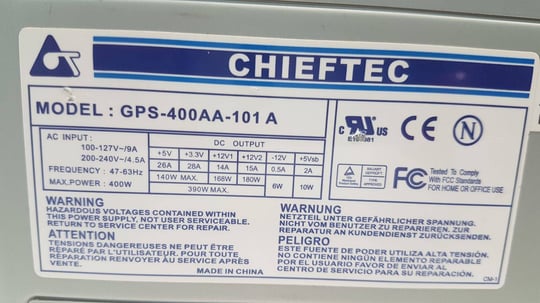 CHIEFTEC
MODEL : GPS-400AA-101 A
AC INPUT :
100-127V~/9A
200-240V~/4.5A
FREQUENCY : 47-63Hz
MAX.POWER : 400W
DC OUTPUT
+5V +3.3V +12V1 +12V2 -12V +5Vsb
26A 28A 14A 15A 0.5A 2A
140W MAX. 168W 180W 6W 10W
390W MAX.
c UL us
CE
N
Tested To Comply
With FCC Standards
FOR HOME OR OFFICE USE
FC
WARNING
HAZARDOUS VOLTAGES CONTAINED WITHIN
THIS POWER SUPPLY, NOT USER SERVICEABLE.
RETURN TO SERVICE CENTER FOR REPAIR.
ATTENTION
TENSIONS DANGEREUSES NE PEUT ÊTRE
RÉPARÉ PAR L'UTILISATEUR. POUR TOUTE
RÉPARATION RENVOYER AU SERVICE APRÈS
MADE IN CHINA
WARNUNG
NETZTEIL UNTER GEFÄHRLICHER SPANNUNG.
NICHT VOM BENUTZER ZU REPARIEREN. ZUR
REPARATUR AN KUNDENDIENST ZURÜCKSENDEN.
PELIGRO
ESTE FUENTE DE PODER UTILIZA ALTA TENSIÓN.
NO CONTIENE NINGÚN ELEMENTO REPARABLE
POR EL USUARIO FAVOR DE ENVIAR AL
CENTRO DE SERVICIO PARA SU REPARACIÓN.
CM-1